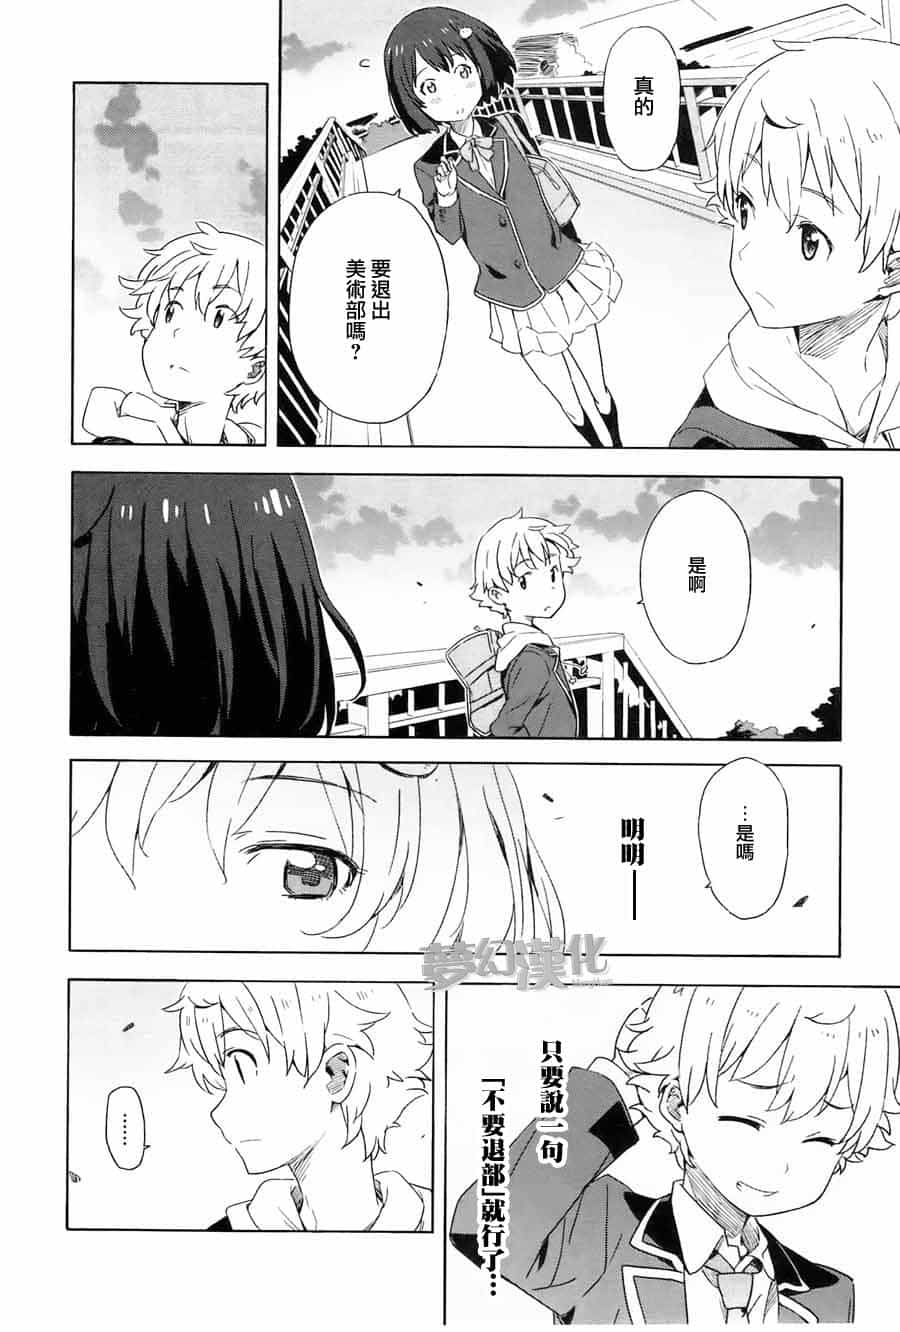 真的
要退出
美術部嗎？
是啊
…是嗎
明明——
夢幻漢化
只要說一句
「不要退部」就行了…
……